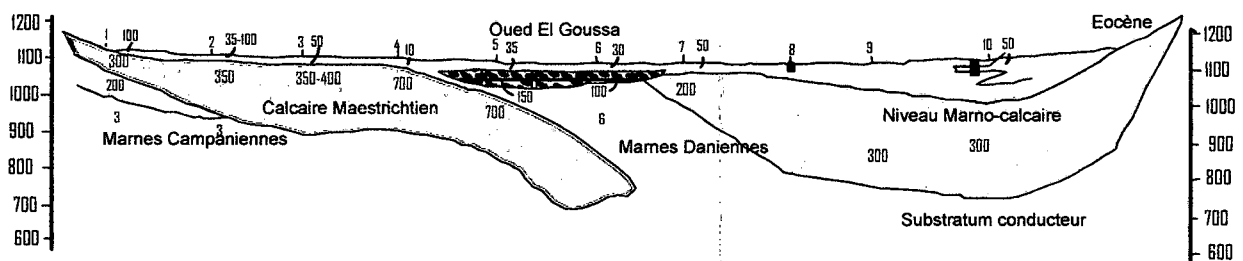 Oued El Goussa
Eocène
1200
1100
1000
900
800
700
600
1 100 2 35-100 3 50 4 10 5 35 6 30 7 50 8 9 10 50
300 350 350-400 700 150 100 200
200 700 6
Calcaire Maestrichtien
Niveau Marno-calcaire
3 3
Marnes Campàniennes
Marnes Daniennes
300 300
Substratum conducteur
1200
1100
1000
900
800
700
600